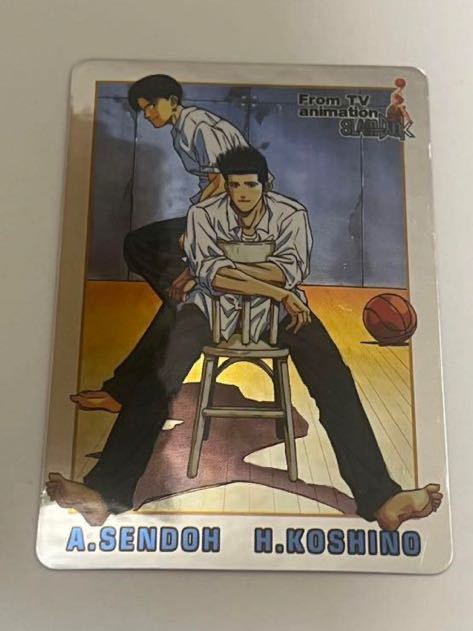 From TV
animation
SLAM DUNK
A.SENDOH H.KOSHINO